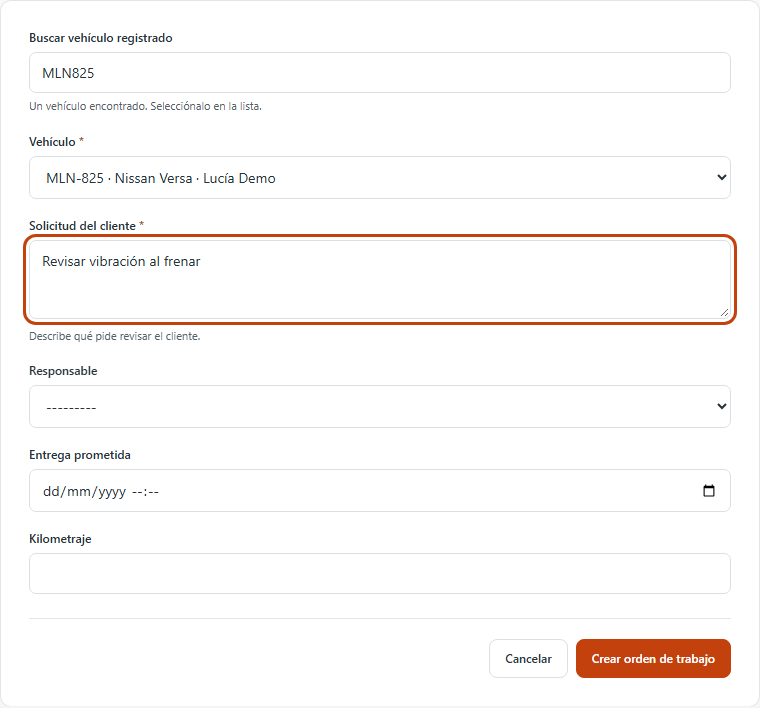 Buscar vehículo registrado
MLN825
Un vehículo encontrado. Selecciónalo en la lista.
Vehículo *
MLN-825 · Nissan Versa · Lucía Demo
Solicitud del cliente *
Revisar vibración al frenar
Describe qué pide revisar el cliente.
Responsable
---------
Entrega prometida
dd/mm/yyyy --:--
Kilometraje
Cancelar
Crear orden de trabajo